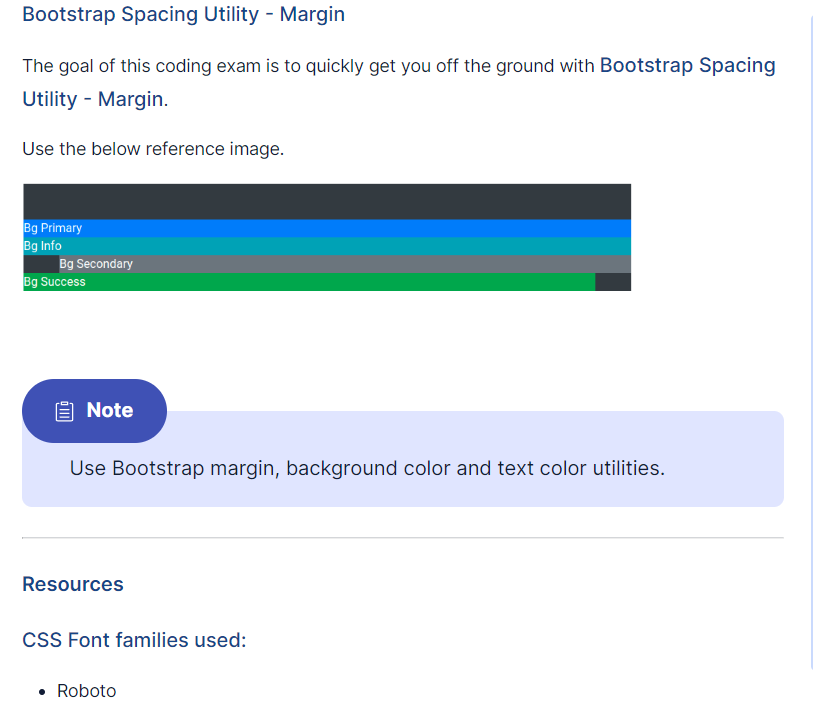 Bootstrap Spacing Utility - Margin
The goal of this coding exam is to quickly get you off the ground with Bootstrap Spacing
Utility - Margin.
Use the below reference image.
Bg Primary
Bg Info
Bg Secondary
Bg Success
Note
Use Bootstrap margin, background color and text color utilities.
Resources
CSS Font families used:
Roboto